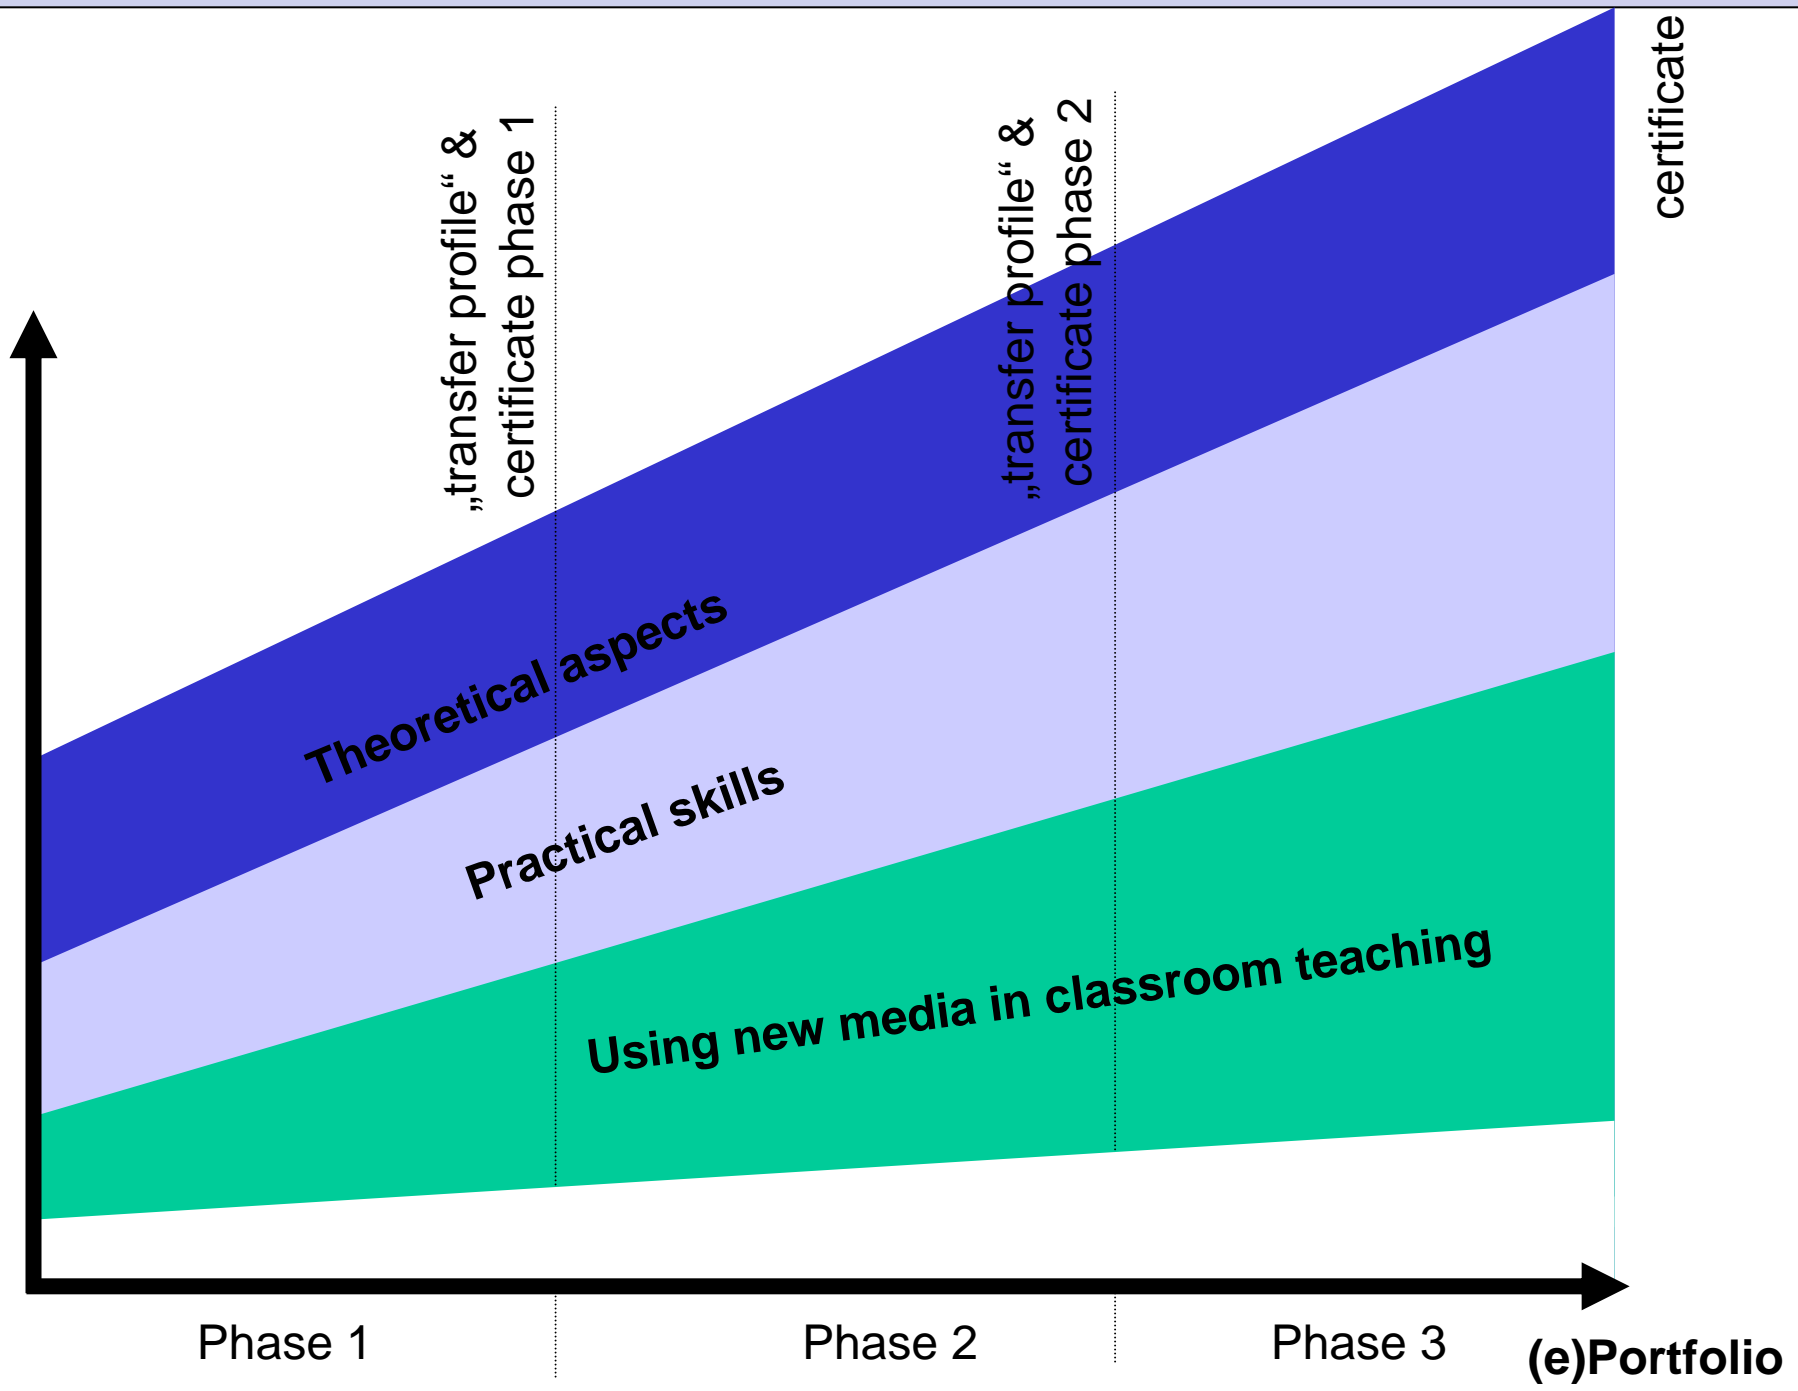 certificate
„transfer profile“ &
certificate phase 1
„transfer profile“ &
certificate phase 2
Theoretical aspects
Practical skills
Using new media in classroom teaching
Phase 1
Phase 2
Phase 3
(e)Portfolio